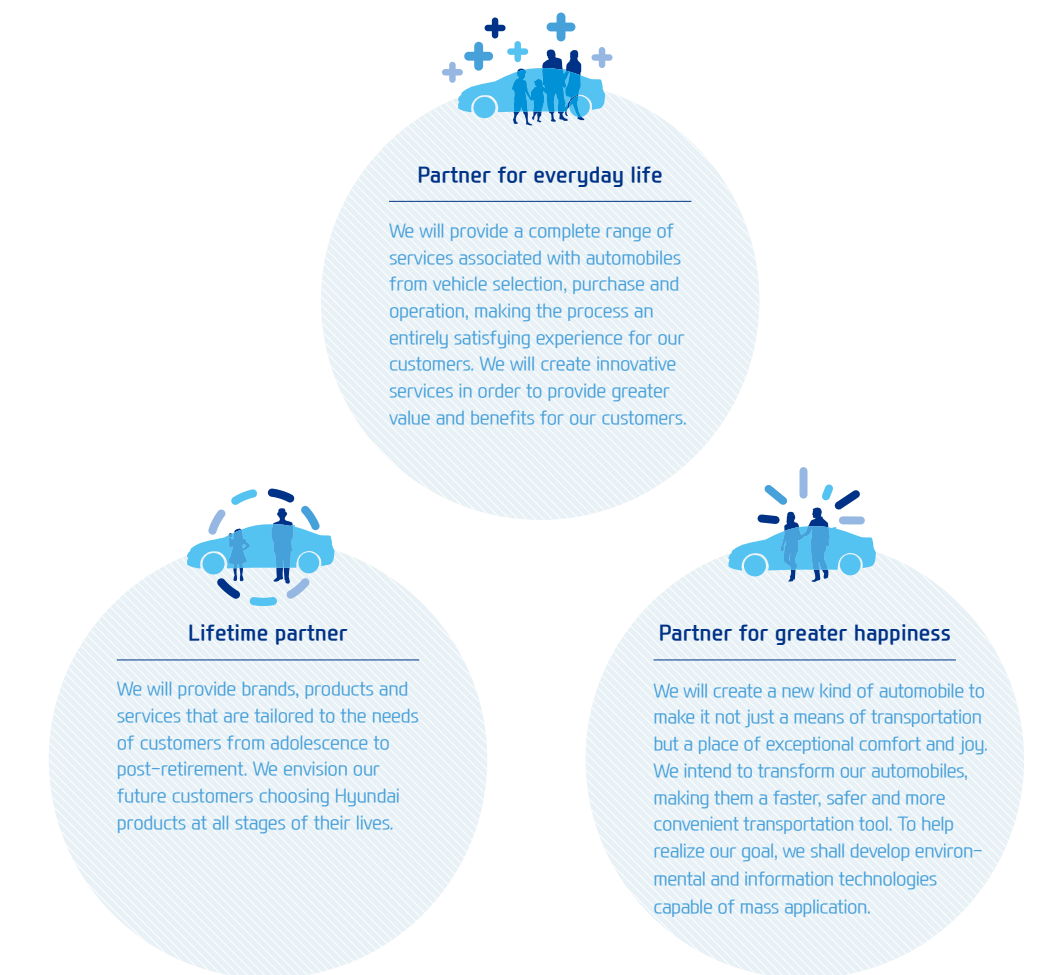 Partner for everyday life
We will provide a complete range of
services associated with automobiles
from vehicle selection, purchase and
operation, making the process an
entirely satisfying experience for our
customers. We will create innovative
services in order to provide greater
value and benefits for our customers.
Lifetime partner
We will provide brands, products and
services that are tailored to the needs
of customers from adolescence to
post-retirement. We envision our
future customers choosing Hyundai
products at all stages of their lives.
Partner for greater happiness
We will create a new kind of automobile to
make it not just a means of transportation
but a place of exceptional comfort and joy.
We intend to transform our automobiles,
making them a faster, safer and more
convenient transportation tool. To help
realize our goal, we shall develop environ-
mental and information technologies
capable of mass application.